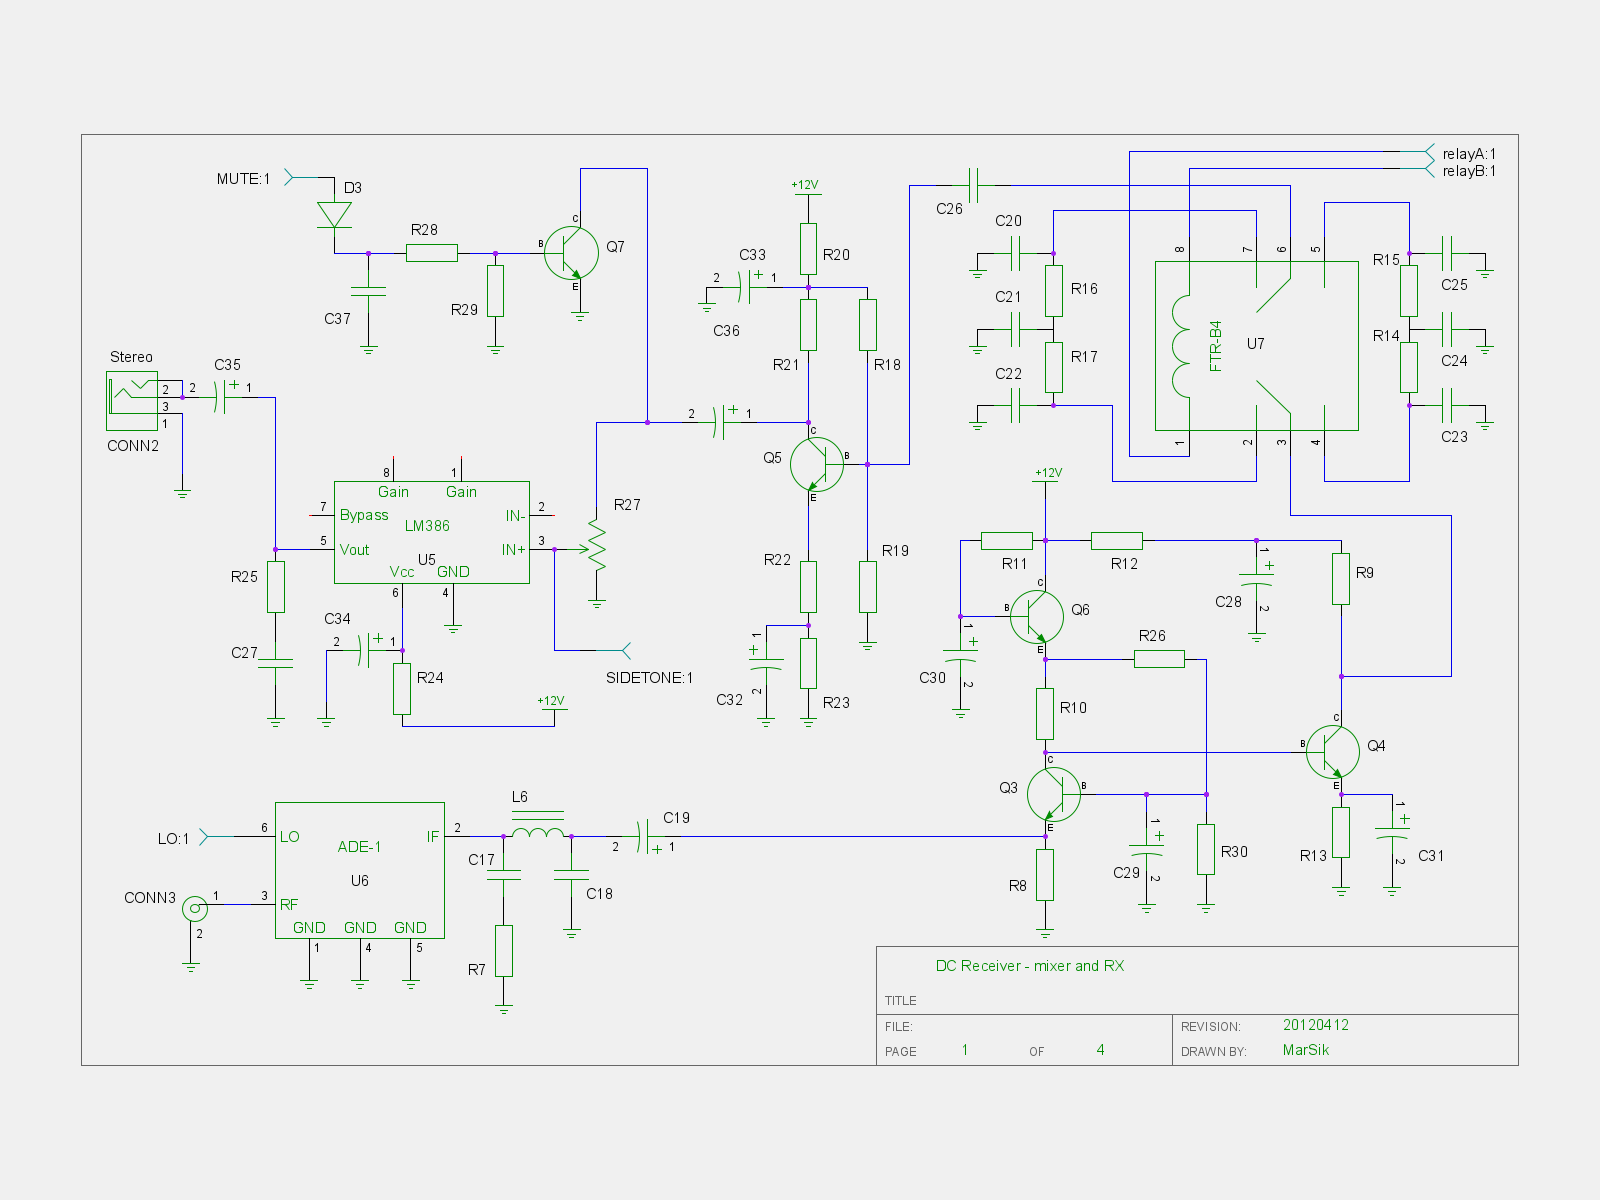 relayA:1
relayB:1
MUTE:1
D3
R28
B
C
E
Q7
C37
R29
+12V
R20
C33
2
+
1
C36
R21
R18
C26
C20
R16
C21
R17
C22
8
7
6
5
FTR-B4
U7
1
2
3
4
R15
C25
R14
C24
C23
Stereo
2
3
1
CONN2
C35
2
+
1
2
+
1
Q5
C
B
E
8
1
Gain
Gain
7
Bypass
LM386
IN-
2
5
Vout
U5
IN+
3
Vcc
GND
6
4
R27
R25
C27
C34
2
+
1
R24
+12V
SIDETONE:1
R22
R19
+
1
2
C32
R23
+12V
R11
R12
1
+
2
C28
R9
C
B
E
Q6
1
+
2
C30
R26
R10
C
B
E
Q4
Q3
C
B
E
1
+
2
C29
R30
R13
1
+
2
C31
R8
LO:1
6
LO
ADE-1
IF
2
U6
CONN3
1
2
3
RF
GND
GND
GND
1
4
5
L6
C17
C18
R7
C19
2
+
1
DC Receiver - mixer and RX
TITLE
FILE:
REVISION:
20120412
PAGE
1
OF
4
DRAWN BY:
MarSik